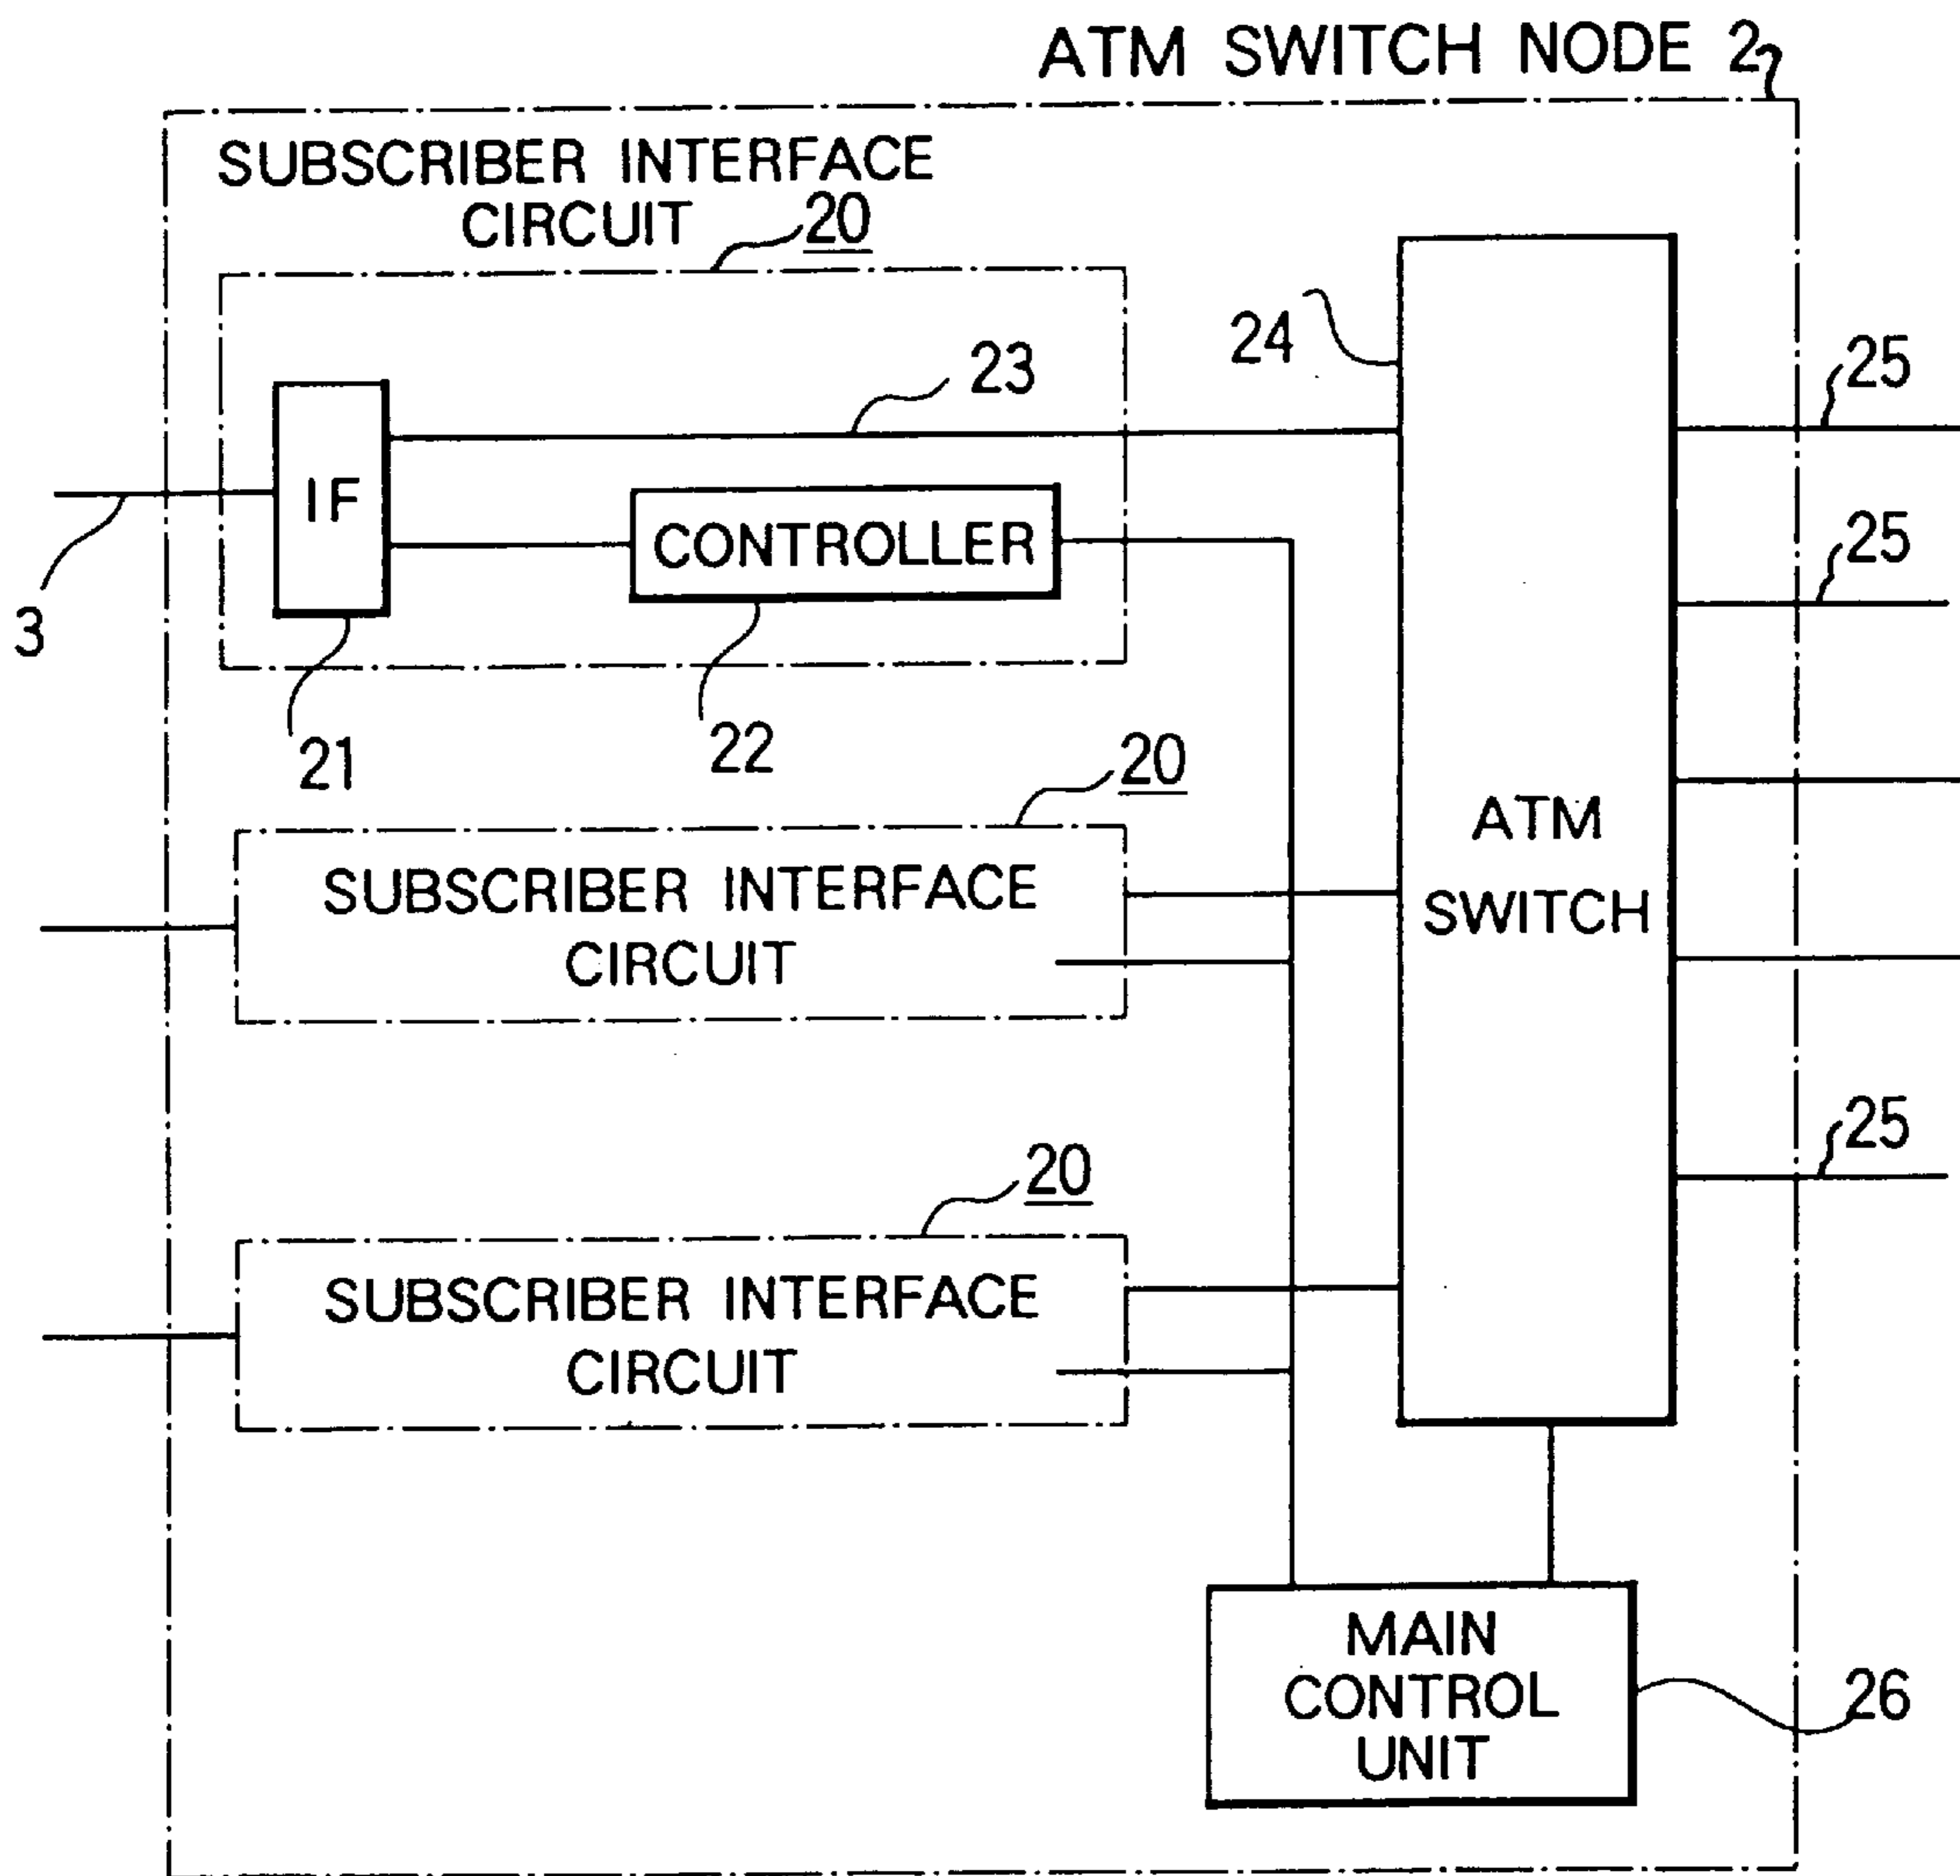 ATM SWITCH NODE 2
SUBSCRIBER INTERFACE
CIRCUIT 20
24
23
25
IF
CONTROLLER
25
3
21
22
20
SUBSCRIBER INTERFACE
CIRCUIT
ATM
SWITCH
25
20
SUBSCRIBER INTERFACE
CIRCUIT
MAIN
CONTROL
UNIT
26